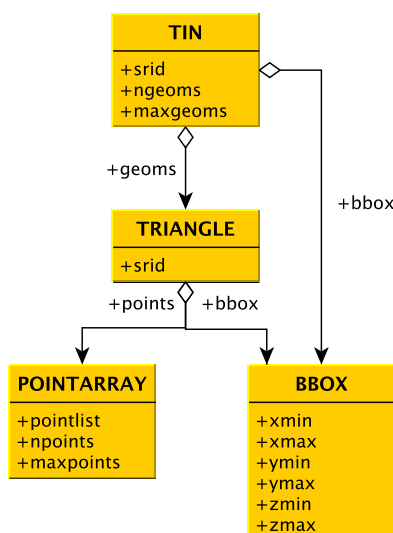 TIN
+srid
+ngeoms
+maxgeoms
+geoms
+bbox
TRIANGLE
+srid
+points
+bbox
POINTARRAY
+pointlist
+npoints
+maxpoints
BBOX
+xmin
+xmax
+ymin
+ymax
+zmin
+zmax